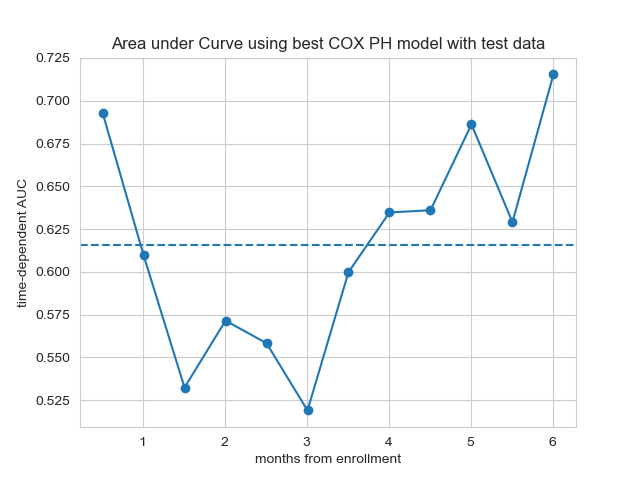 Area under Curve using best COX PH model with test data
time-dependent AUC
0.725
0.700
0.675
0.650
0.625
0.600
0.575
0.550
0.525
1 2 3 4 5 6
months from enrollment